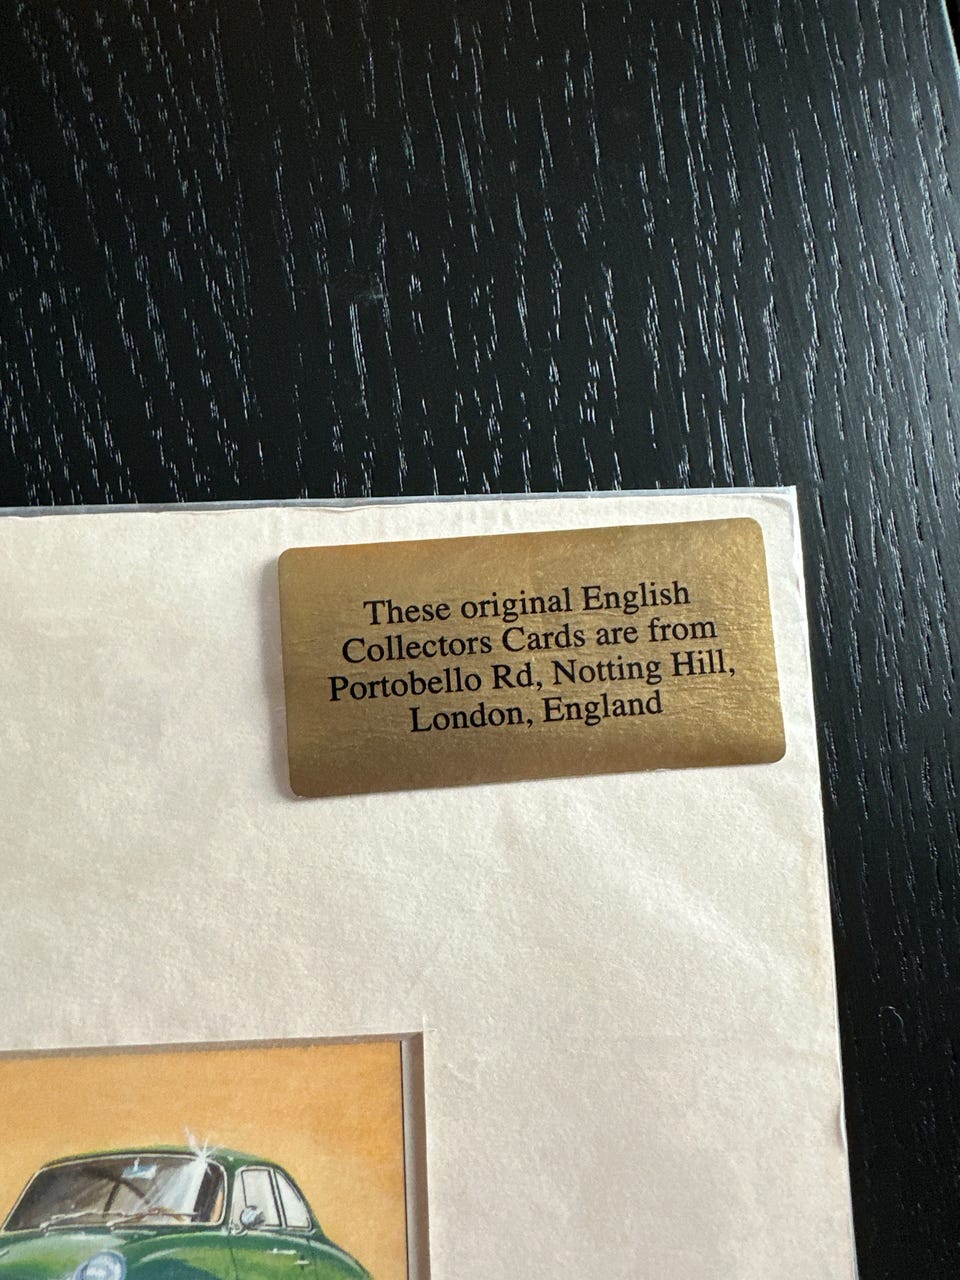 These original English
Collectors Cards are from
Portobello Rd, Notting Hill,
London, England